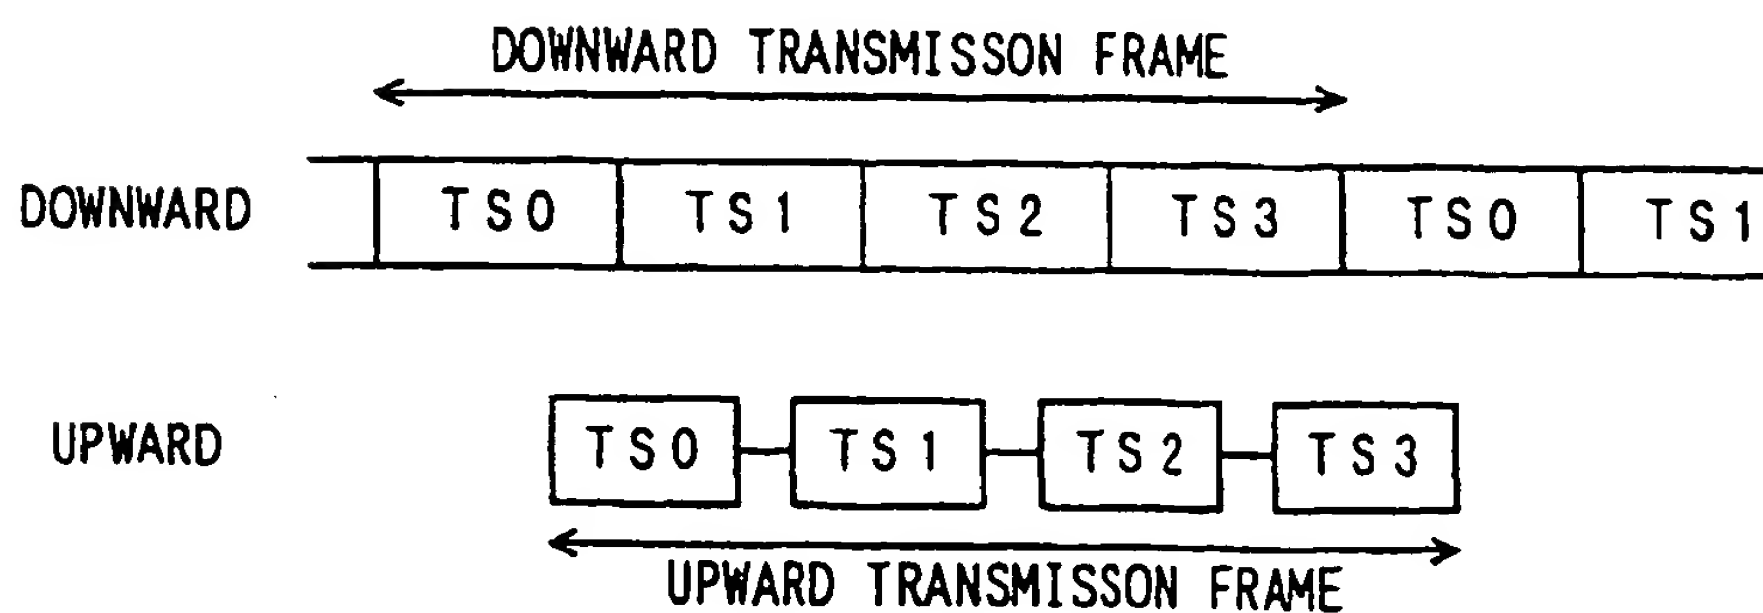 DOWNWARD TRANSMISSON FRAME
DOWNWARD TS0 TS1 TS2 TS3 TS0 TS1
UPWARD TS0 TS1 TS2 TS3
UPWARD TRANSMISSON FRAME